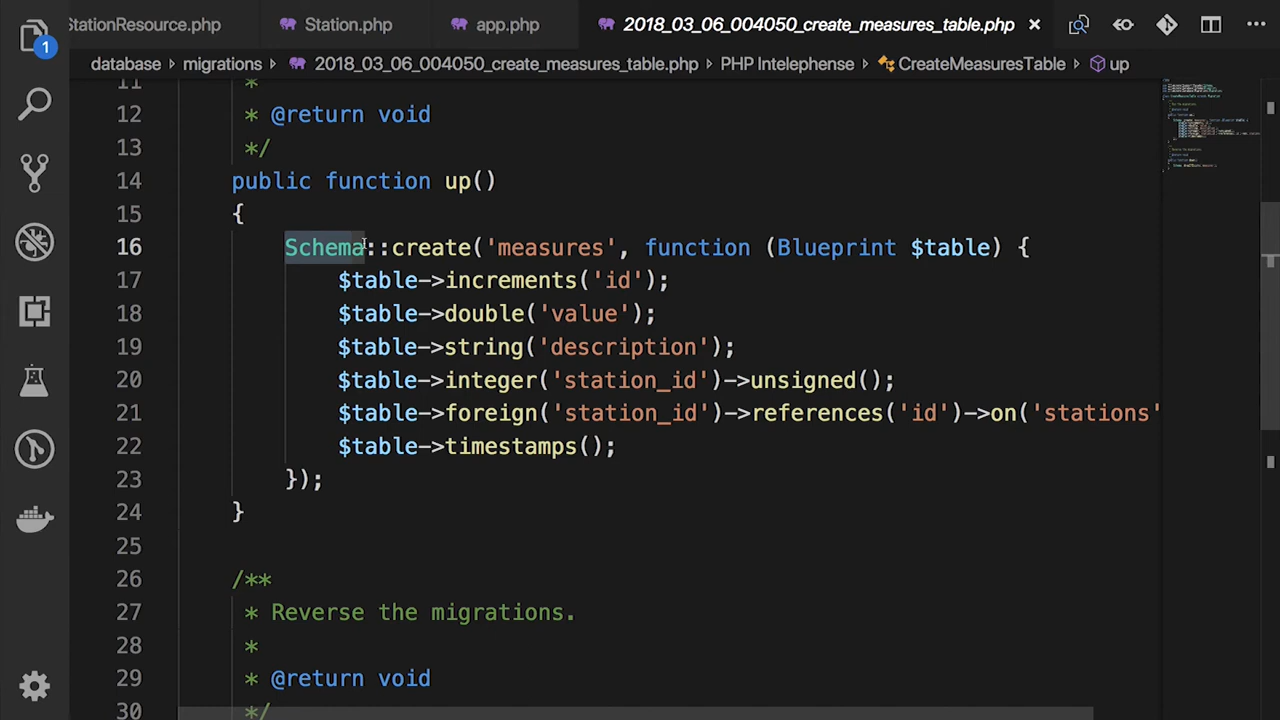 StationResource.php
Station.php
app.php
2018_03_06_004050_create_measures_table.php
1
database
migrations
2018_03_06_004050_create_measures_table.php
PHP Intelephense
CreateMeasuresTable
up
11 *
12 * @return void
13 */
14 public function up()
15 {
16 Schema::create('measures', function (Blueprint $table) {
17 $table->increments('id');
18 $table->double('value');
19 $table->string('description');
20 $table->integer('station_id')->unsigned();
21 $table->foreign('station_id')->references('id')->on('stations'
22 $table->timestamps();
23 });
24 }
25
26 /**
27 * Reverse the migrations.
28 *
29 * @return void
30 */